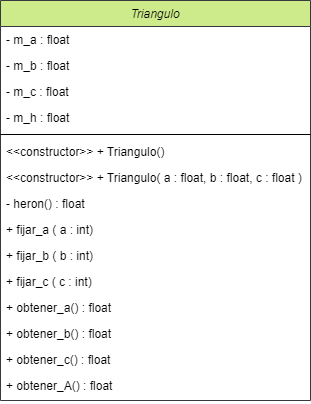 Triangulo
- m_a : float
- m_b : float
- m_c : float
- m_h : float
<<constructor>> + Triangulo()
<<constructor>> + Triangulo( a : float, b : float, c : float )
- heron() : float
+ fijar_a ( a : int)
+ fijar_b ( b : int)
+ fijar_c ( c : int)
+ obtener_a() : float
+ obtener_b() : float
+ obtener_c() : float
+ obtener_A() : float